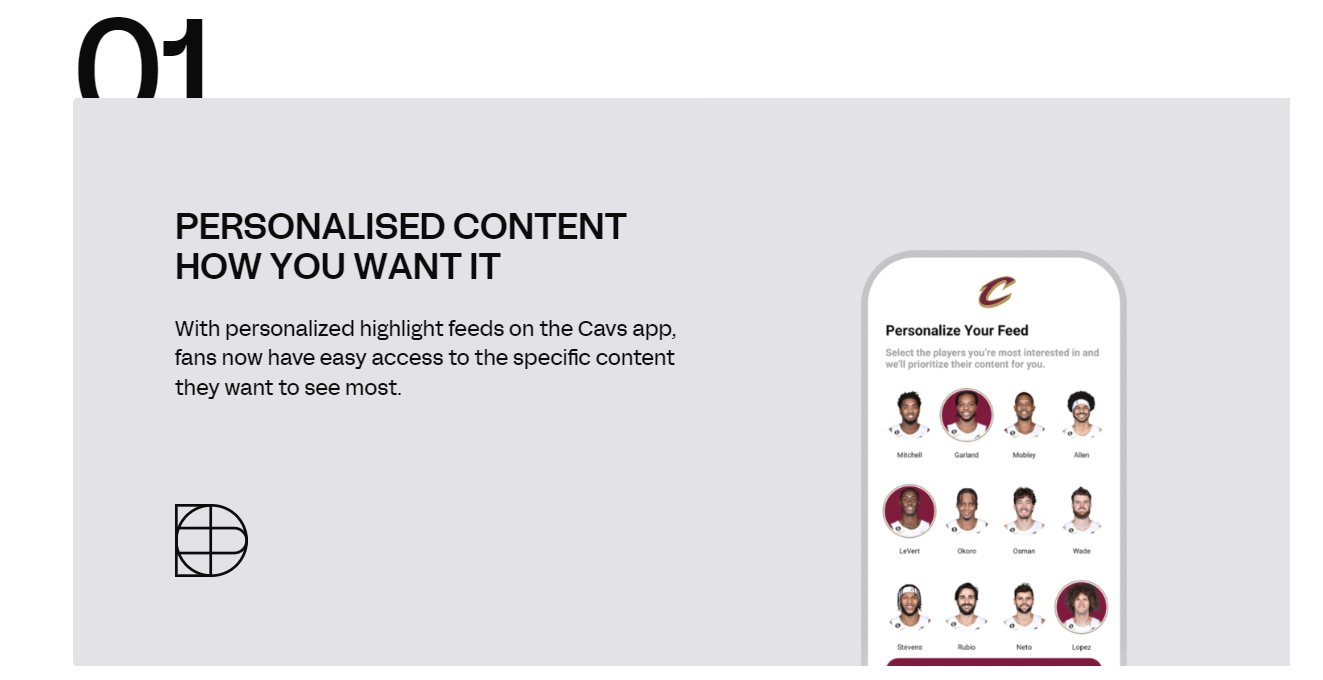 01
PERSONALISED CONTENT
HOW YOU WANT IT
With personalized highlight feeds on the Cavs app,
fans now have easy access to the specific content
they want to see most.
C
Personalize Your Feed
Select the players you're most interested in and
we'll prioritize their content for you.
Mitchell Garland Mobley Allen
LeVert Okoro Osman Wade
Stevens Rubio Neto Lopez